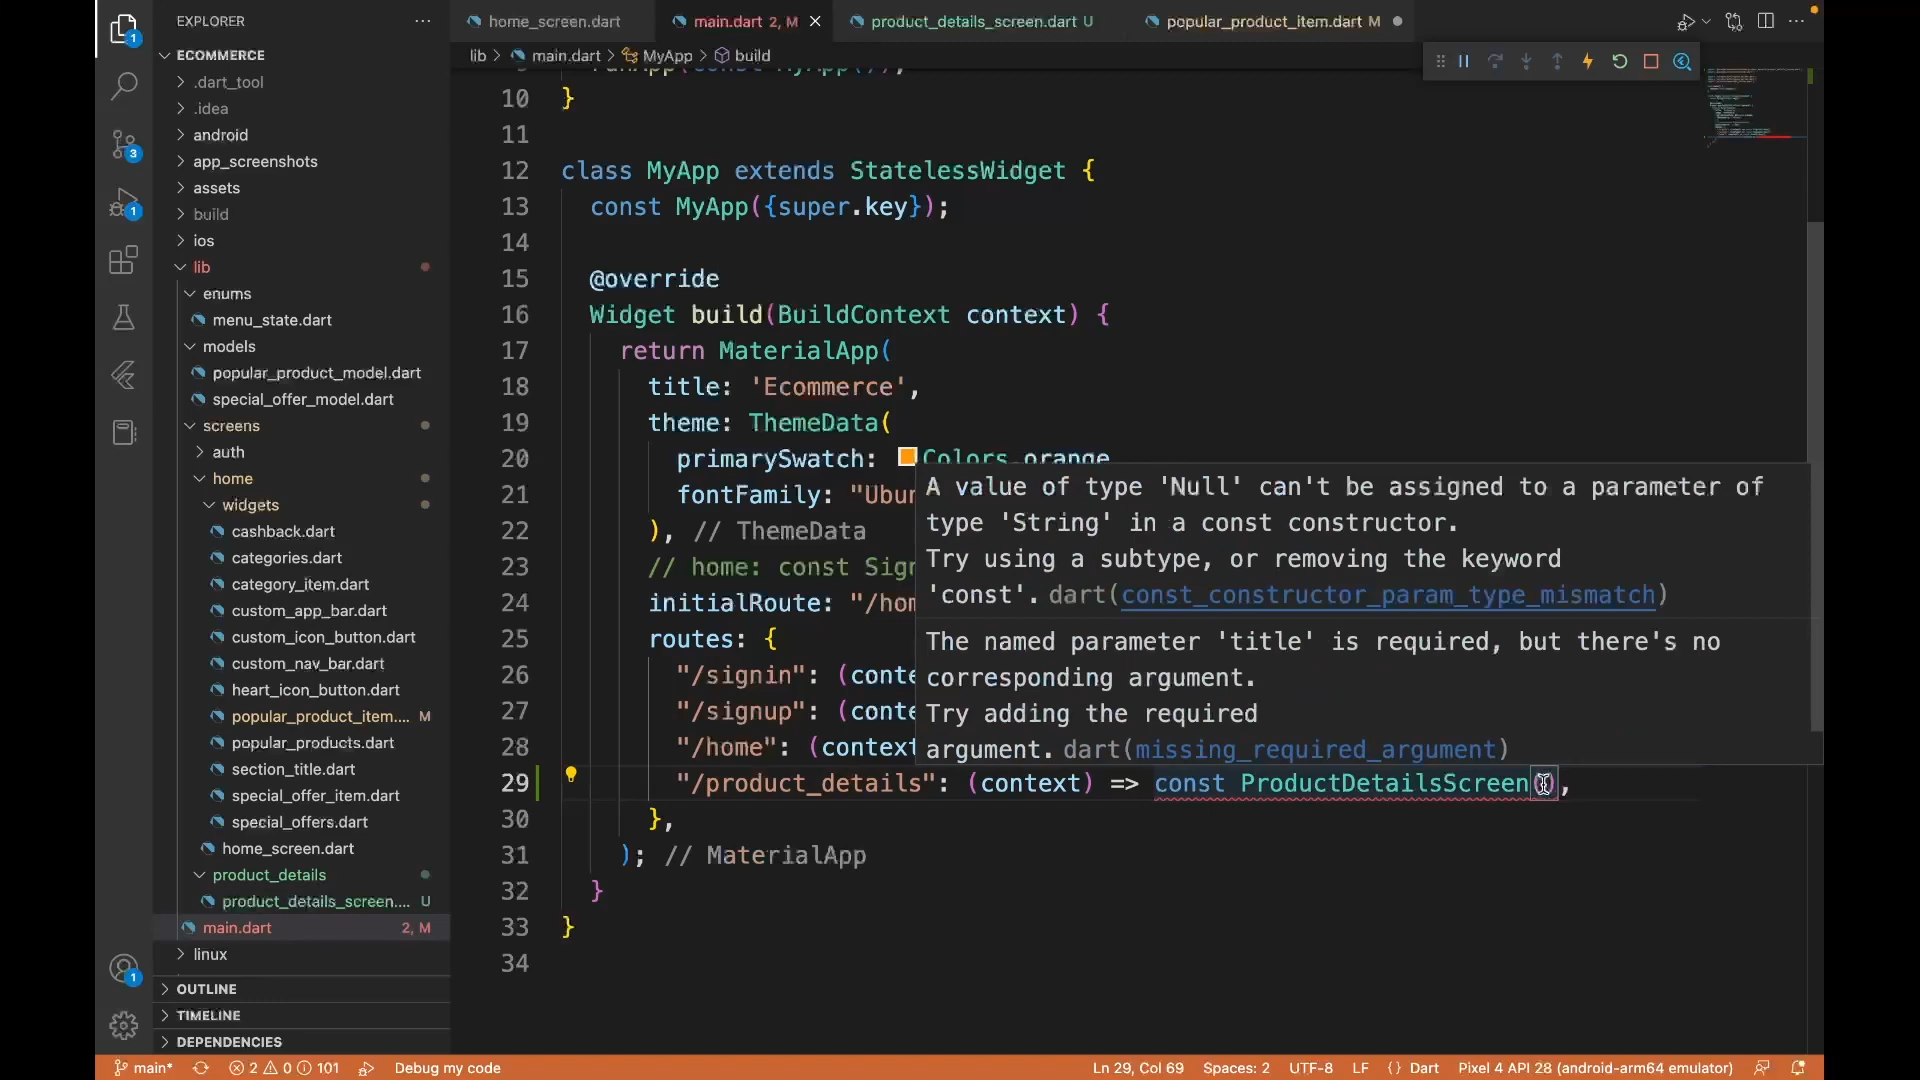 EXPLORER
ECOMMERCE
.dart_tool
.idea
android
app_screenshots
assets
build
ios
lib
enums
menu_state.dart
models
popular_product_model.dart
special_offer_model.dart
screens
auth
home
widgets
cashback.dart
categories.dart
category_item.dart
custom_app_bar.dart
custom_icon_button.dart
custom_nav_bar.dart
heart_icon_button.dart
popular_product_item.... M
popular_products.dart
section_title.dart
special_offer_item.dart
special_offers.dart
home_screen.dart
product_details
product_details_screen.... U
main.dart 2, M
linux
OUTLINE
TIMELINE
DEPENDENCIES
1
3
1
1
home_screen.dart
main.dart 2, M
product_details_screen.dart U
popular_product_item.dart M
lib > main.dart > MyApp > build
10 }
11
12 class MyApp extends StatelessWidget {
13 const MyApp({super.key});
14
15 @override
16 Widget build(BuildContext context) {
17 return MaterialApp(
18 title: 'Ecommerce',
19 theme: ThemeData(
20 primarySwatch: Colors.orange
21 fontFamily: "Ubu
22 ), // ThemeData
23 // home: const Sig
24 initialRoute: "/ho
25 routes: {
26 "/signin": (conte
27 "/signup": (conte
28 "/home": (context
29 "/product_details": (context) => const ProductDetailsScreen(),
30 },
31 ); // MaterialApp
32 }
33 }
34
A value of type 'Null' can't be assigned to a parameter of
type 'String' in a const constructor.
Try using a subtype, or removing the keyword
'const'. dart(const_constructor_param_type_mismatch)
The named parameter 'title' is required, but there's no
corresponding argument.
Try adding the required
argument. dart(missing_required_argument)
main* 2 0 101 Debug my code
Ln 29, Col 69 Spaces: 2 UTF-8 LF {} Dart Pixel 4 API 28 (android-arm64 emulator)